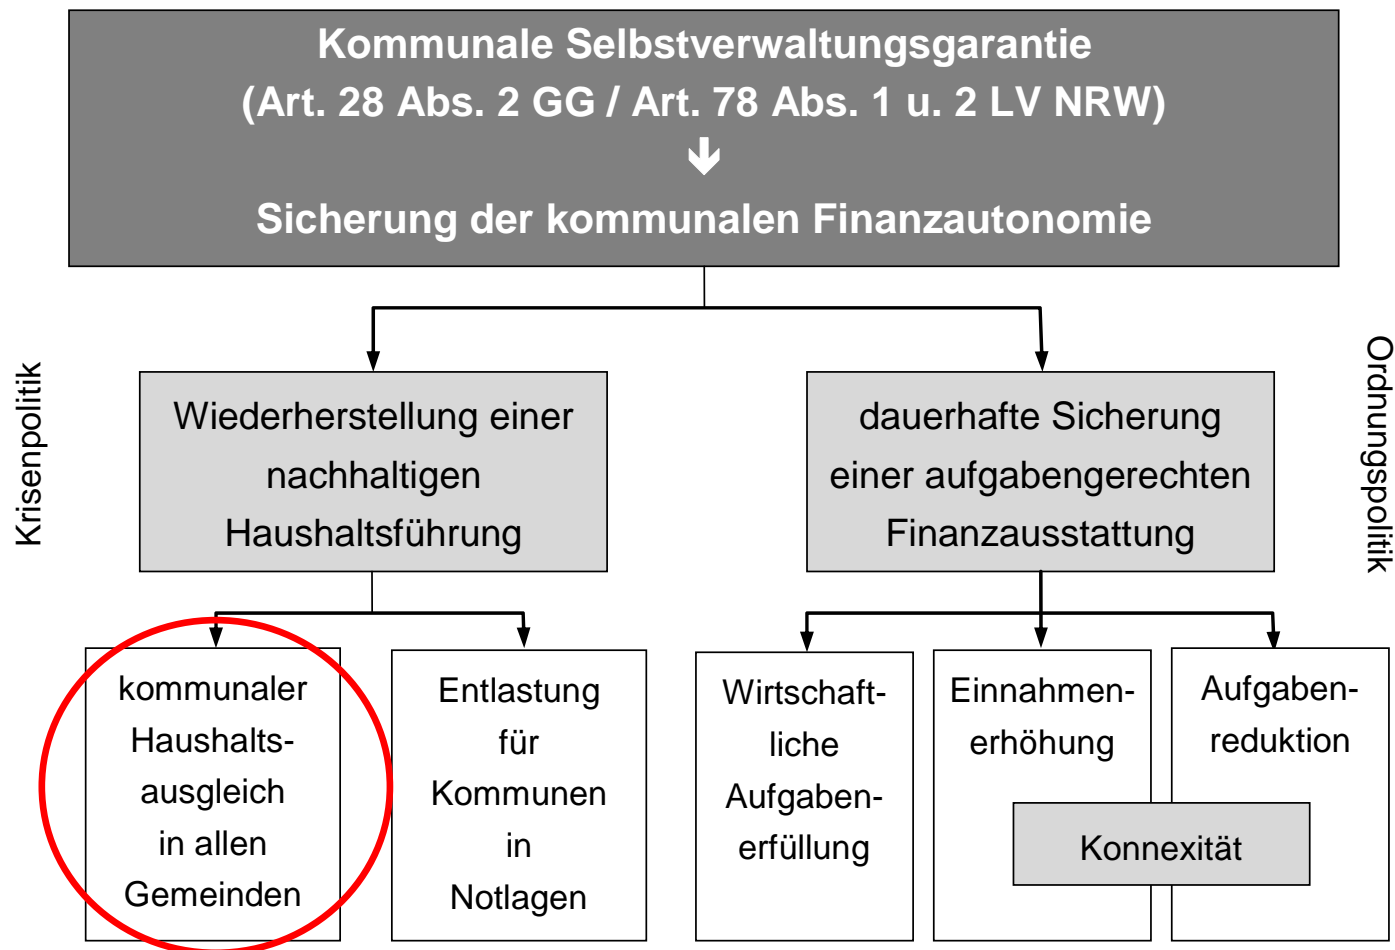 Kommunale Selbstverwaltungsgarantie
(Art. 28 Abs. 2 GG / Art. 78 Abs. 1 u. 2 LV NRW)
Sicherung der kommunalen Finanzautonomie
Krisenpolitik
Wiederherstellung einer
nachhaltigen
Haushaltsführung
dauerhafte Sicherung
einer aufgabengerechten
Finanzausstattung
Ordnungspolitik
kommunaler
Haushalts-
ausgleich
in allen
Gemeinden
Entlastung
für
Kommunen
in
Notlagen
Wirtschaft-
liche
Aufgaben-
erfüllung
Einnahmen-
erhöhung
Aufgaben-
reduktion
Konnexität